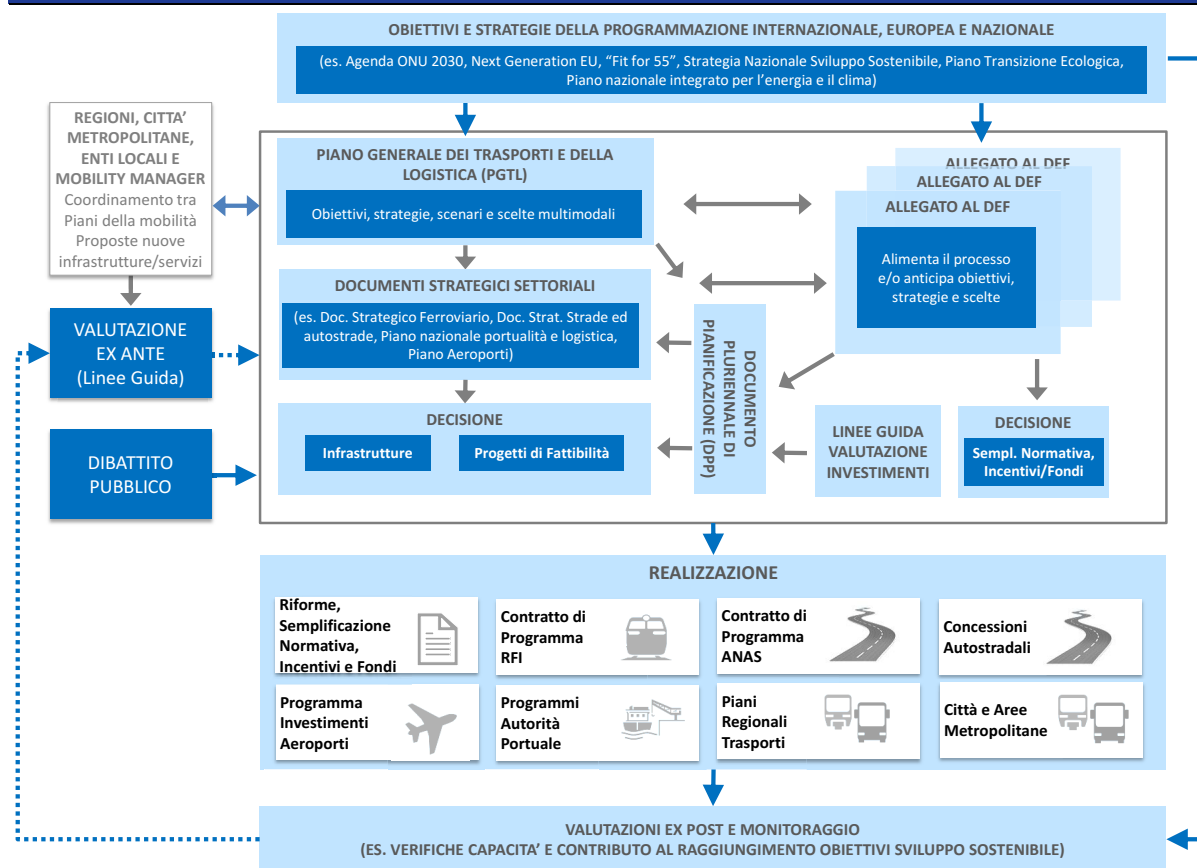 OBIETTIVI E STRATEGIE DELLA PROGRAMMAZIONE INTERNAZIONALE, EUROPEA E NAZIONALE
(es. Agenda ONU 2030, Next Generation EU, “Fit for 55”, Strategia Nazionale Sviluppo Sostenibile, Piano Transizione Ecologica,
Piano nazionale integrato per l’energia e il clima)
REGIONI, CITTA’
METROPOLITANE,
ENTI LOCALI E
MOBILITY MANAGER
Coordinamento tra
Piani della mobilità
Proposte nuove
infrastrutture/servizi
VALUTAZIONE
EX ANTE
(Linee Guida)
DIBATTITO
PUBBLICO
PIANO GENERALE DEI TRASPORTI E DELLA
LOGISTICA (PGTL)
Obiettivi, strategie, scenari e scelte multimodali
DOCUMENTI STRATEGICI SETTORIALI
(es. Doc. Strategico Ferroviario, Doc. Strat. Strade ed
autostrade, Piano nazionale portualità e logistica,
Piano Aeroporti)
DECISIONE
Infrastrutture
Progetti di Fattibilità
DOCUMENTO
PLURIENNALE DI
PIANIFICAZIONE (DPP)
ALLEGATO AL DEF
ALLEGATO AL DEF
ALLEGATO AL DEF
Alimenta il processo
e/o anticipa obiettivi,
strategie e scelte
LINEE GUIDA
VALUTAZIONE
INVESTIMENTI
DECISIONE
Sempl. Normativa,
Incentivi/Fondi
REALIZZAZIONE
Riforme,
Semplificazione
Normativa,
Incentivi e Fondi
Contratto di
Programma
RFI
Contratto di
Programma
ANAS
Concessioni
Autostradali
Programma
Investimenti
Aeroporti
Programmi
Autorità
Portuale
Piani
Regionali
Trasporti
Città e Aree
Metropolitane
VALUTAZIONI EX POST E MONITORAGGIO
(ES. VERIFICHE CAPACITA’ E CONTRIBUTO AL RAGGIUNGIMENTO OBIETTIVI SVILUPPO SOSTENIBILE)